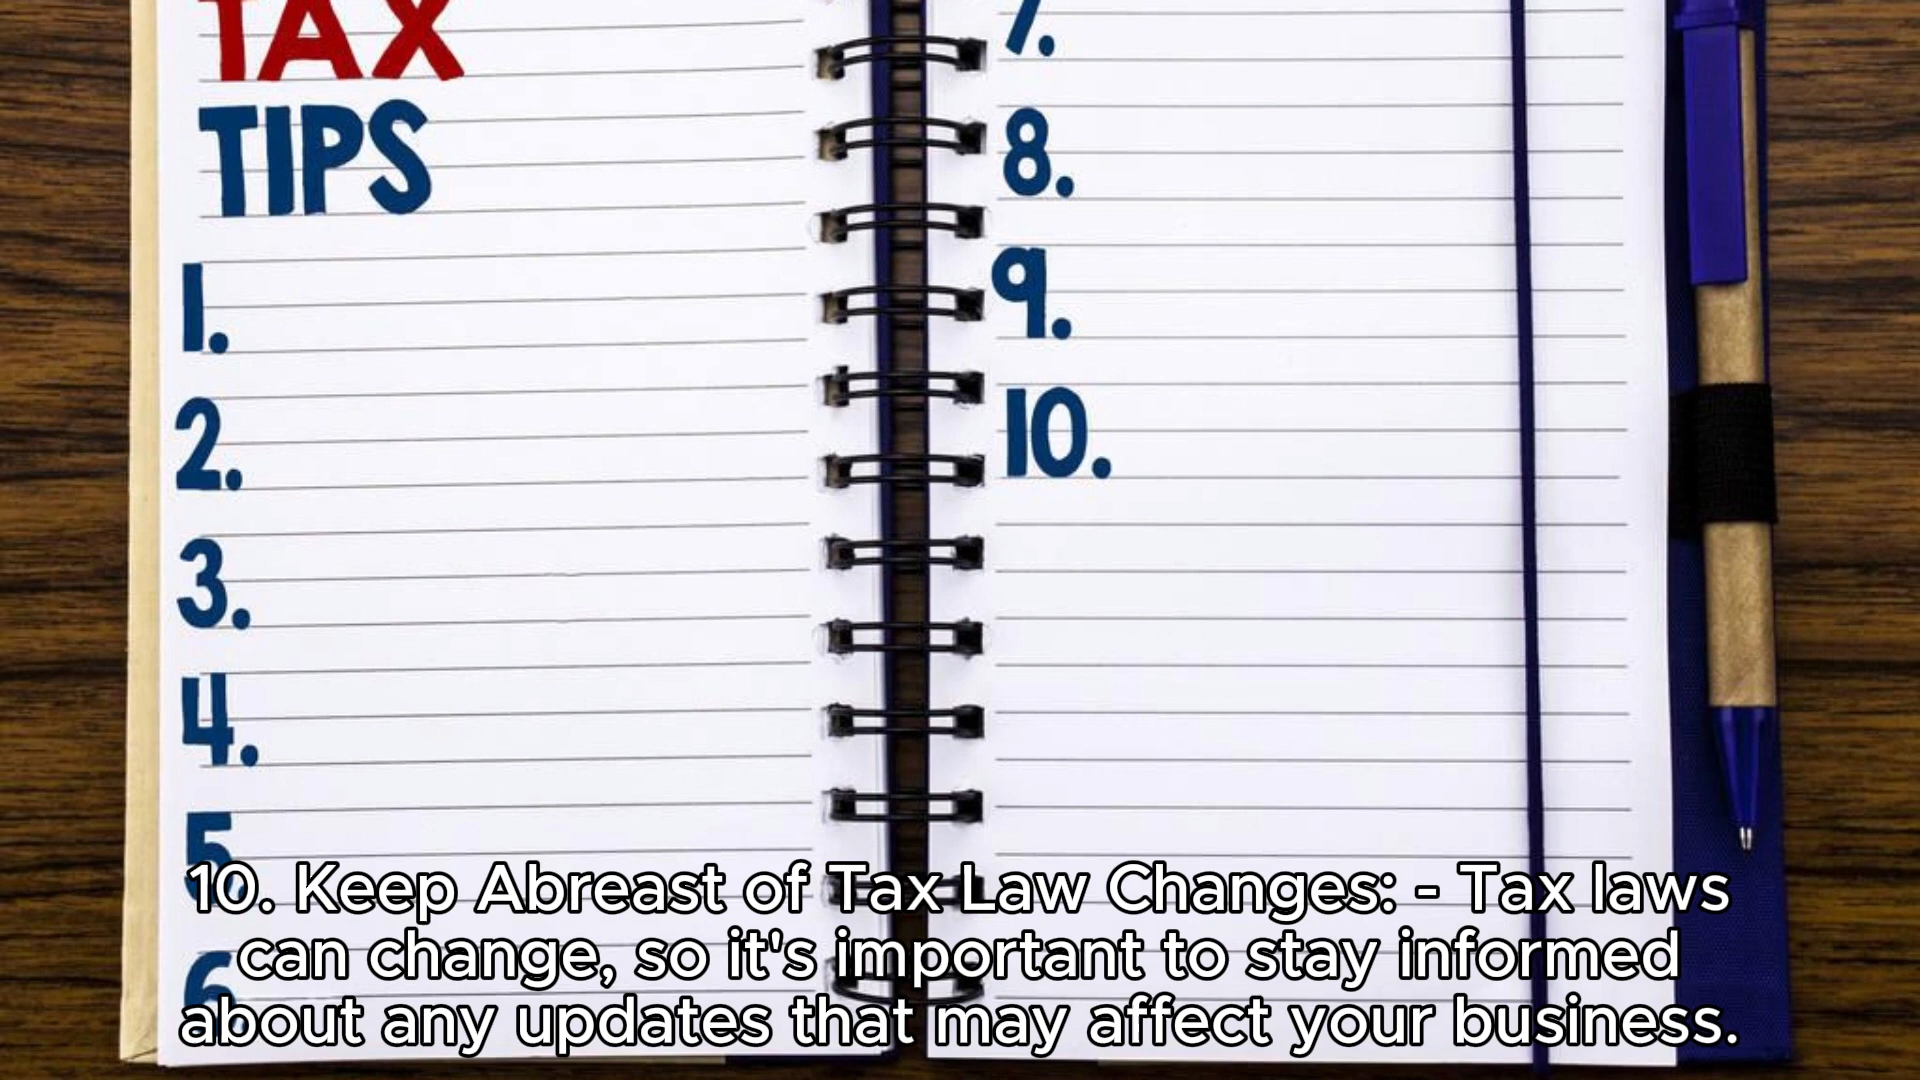 TAX
TIPS
1.
2.
3.
4.
5.
6.
7.
8.
9.
10.
10. Keep Abreast of Tax Law Changes: - Tax laws
can change, so it's important to stay informed
about any updates that may affect your business.